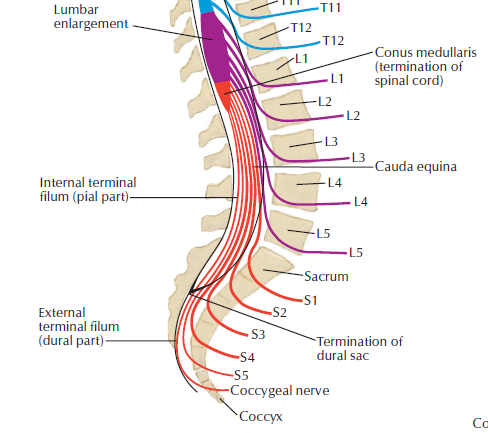 T11
T11
Lumbar
enlargement
T12
T12
L1
Conus medullaris
(termination of
spinal cord)
L1
L2
L2
L3
L3
Cauda equina
Internal terminal
filum (pial part)
L4
L4
L5
L5
Sacrum
S1
S2
External
terminal filum
(dural part)
S3
Termination of
dural sac
S4
S5
Coccygeal nerve
Coccyx
Co